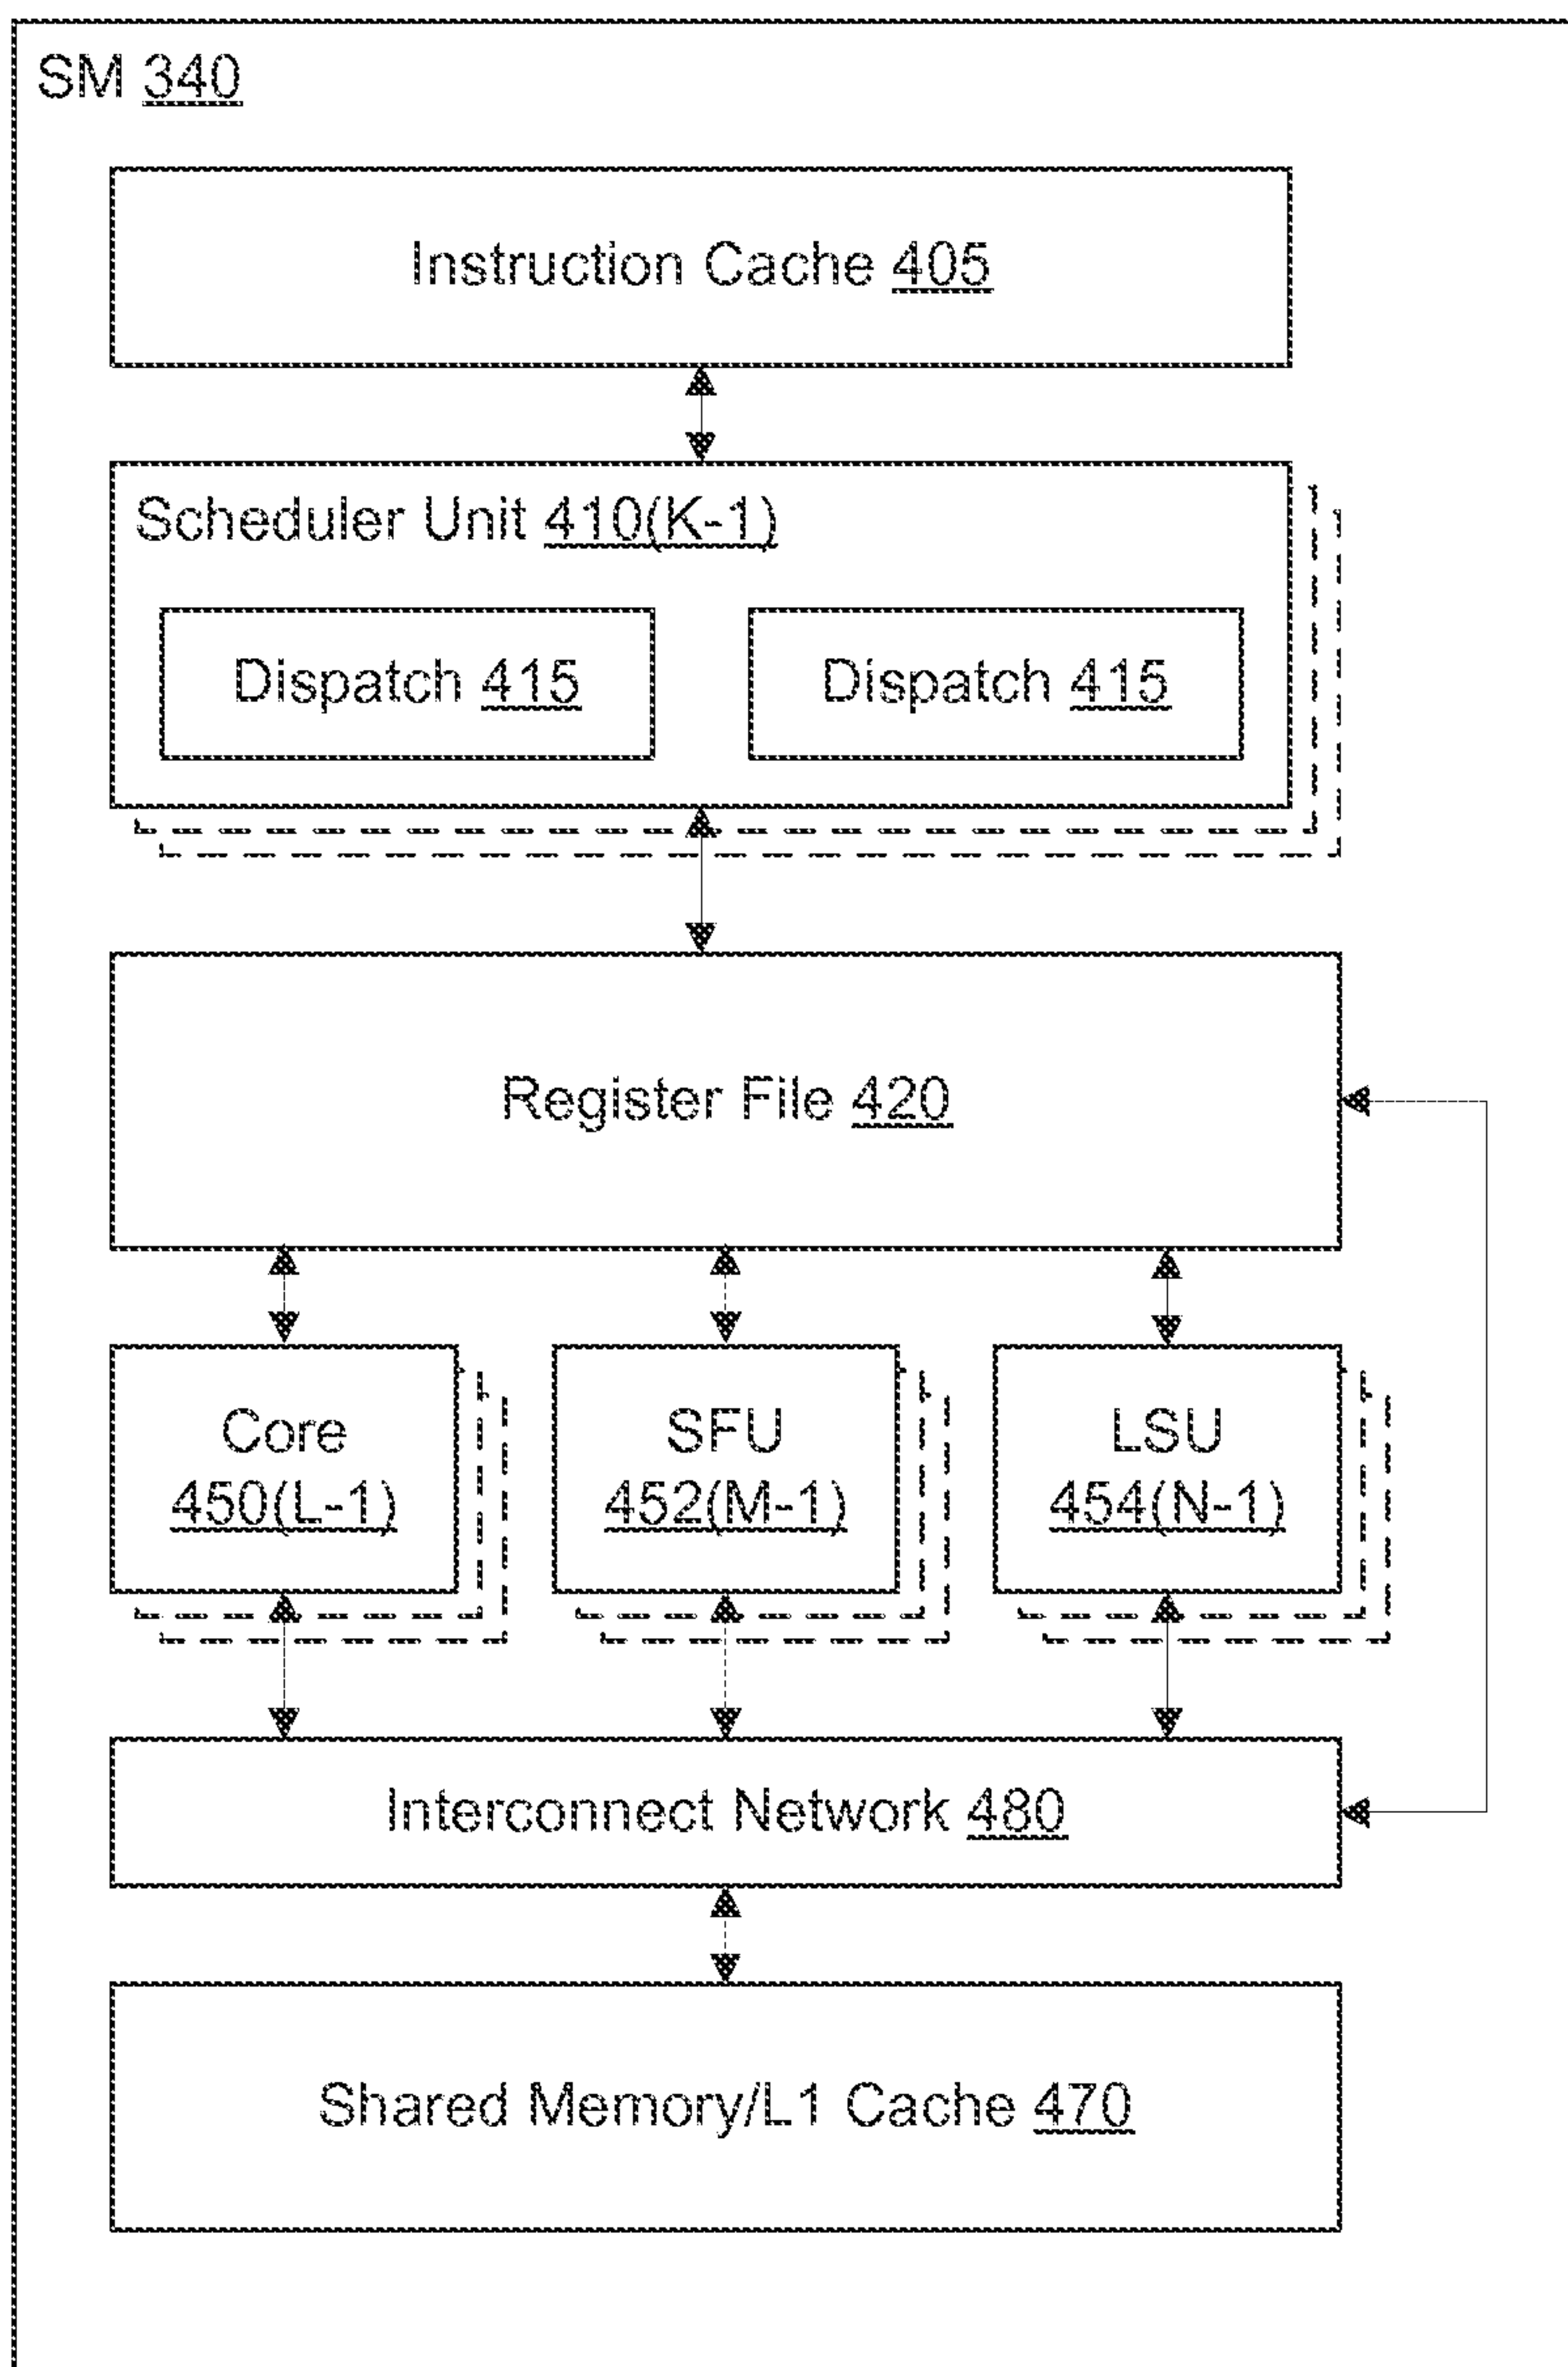 SM 340
Instruction Cache 405
Scheduler Unit 410(K-1)
Dispatch 415
Dispatch 415
Register File 420
Core
450(L-1)
SFU
452(M-1)
LSU
454(N-1)
Interconnect Network 480
Shared Memory/L1 Cache 470